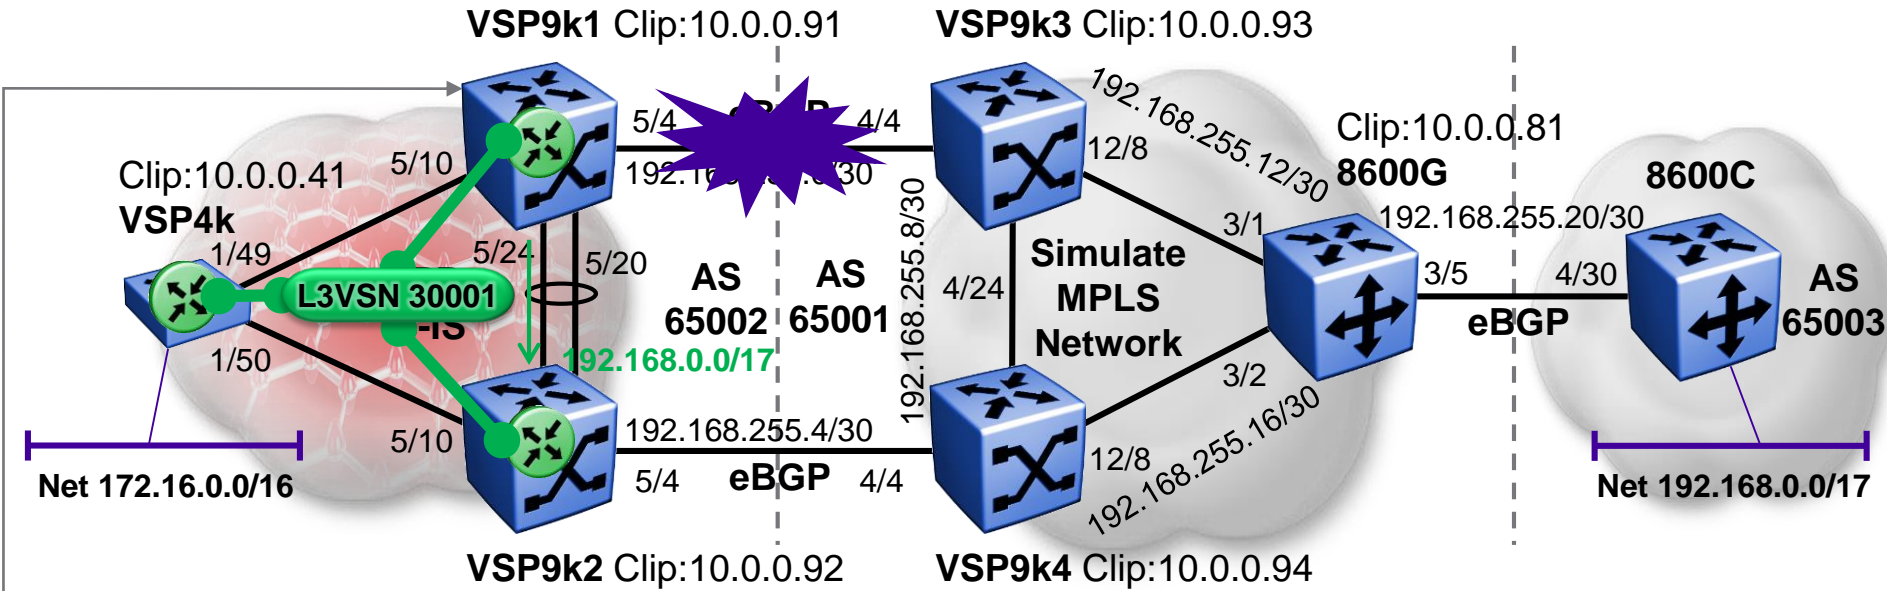 VSP9k1 Clip:10.0.0.91
VSP9k3 Clip:10.0.0.93
5/4
4/4
192.168.255.12/30
Clip:10.0.0.81
8600G
8600C
Clip:10.0.0.41
VSP4k
5/10
12/8
192.168.255.8/30
192.168.255.20/30
1/49
5/24
5/20
3/1
L3VSN 30001
-IS
AS
65002
AS
65001
4/24
Simulate
MPLS
Network
3/5
4/30
eBGP
AS
65003
1/50
192.168.0.0/17
3/2
192.168.255.16/30
5/10
192.168.255.4/30
12/8
5/4
eBGP
4/4
Net 172.16.0.0/16
Net 192.168.0.0/17
VSP9k2 Clip:10.0.0.92
VSP9k4 Clip:10.0.0.94